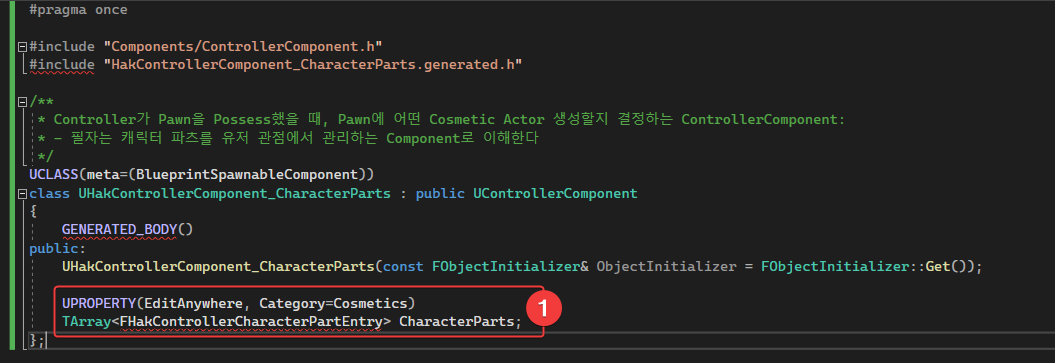 #pragma once
#include "Components/ControllerComponent.h"
#include "HakControllerComponent_CharacterParts.generated.h"
/**
* Controller가 Pawn을 Possess했을 때, Pawn에 어떤 Cosmetic Actor 생성할지 결정하는 ControllerComponent:
* - 필자는 캐릭터 파츠를 유저 관점에서 관리하는 Component로 이해한다
*/
UCLASS(meta=(BlueprintSpawnableComponent))
class UHakControllerComponent_CharacterParts : public UControllerComponent
{
GENERATED_BODY()
public:
UHakControllerComponent_CharacterParts(const FObjectInitializer& ObjectInitializer = FObjectInitializer::Get());
UPROPERTY(EditAnywhere, Category=Cosmetics)
TArray<FHakControllerCharacterPartEntry> CharacterParts;
1
};